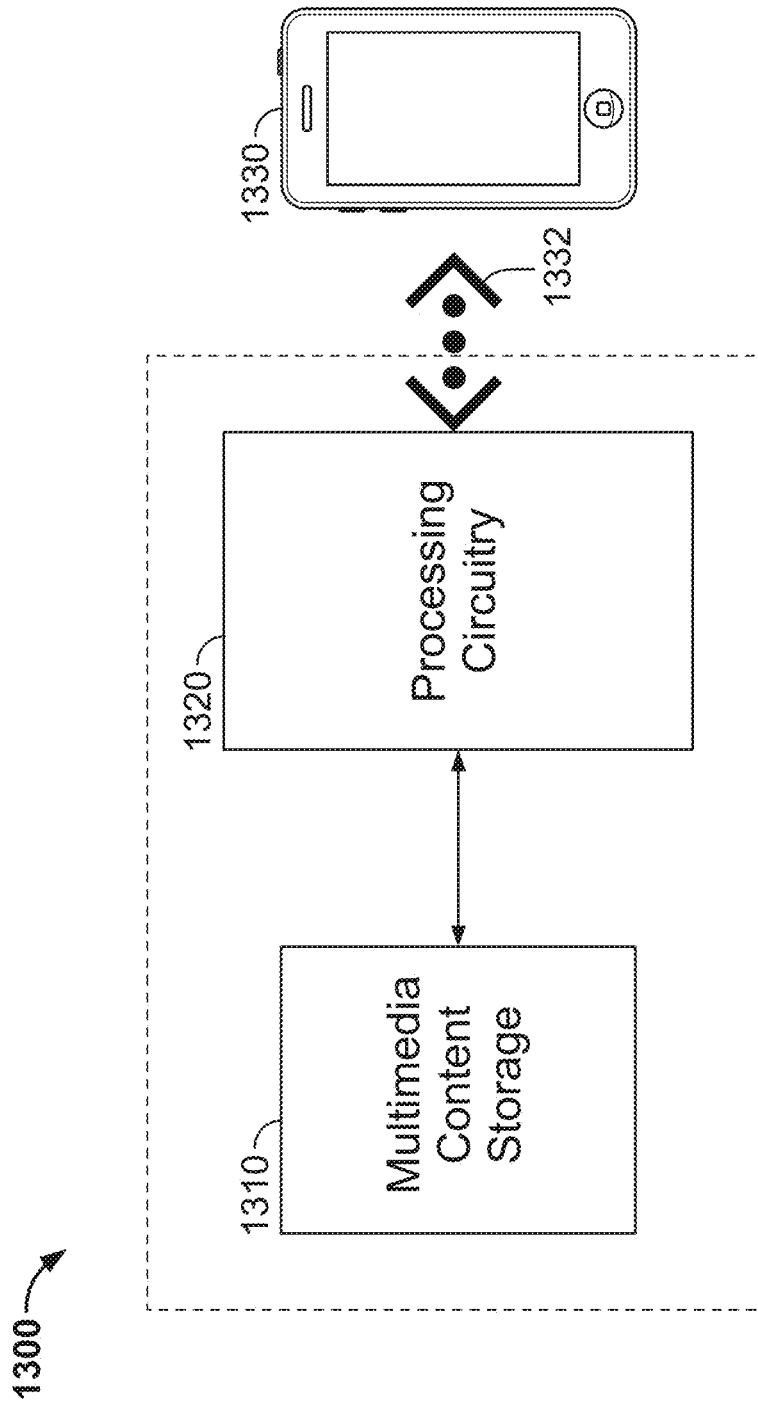 1300
1310
Multimedia
Content
Storage
1320
Processing
Circuitry
1332
1330